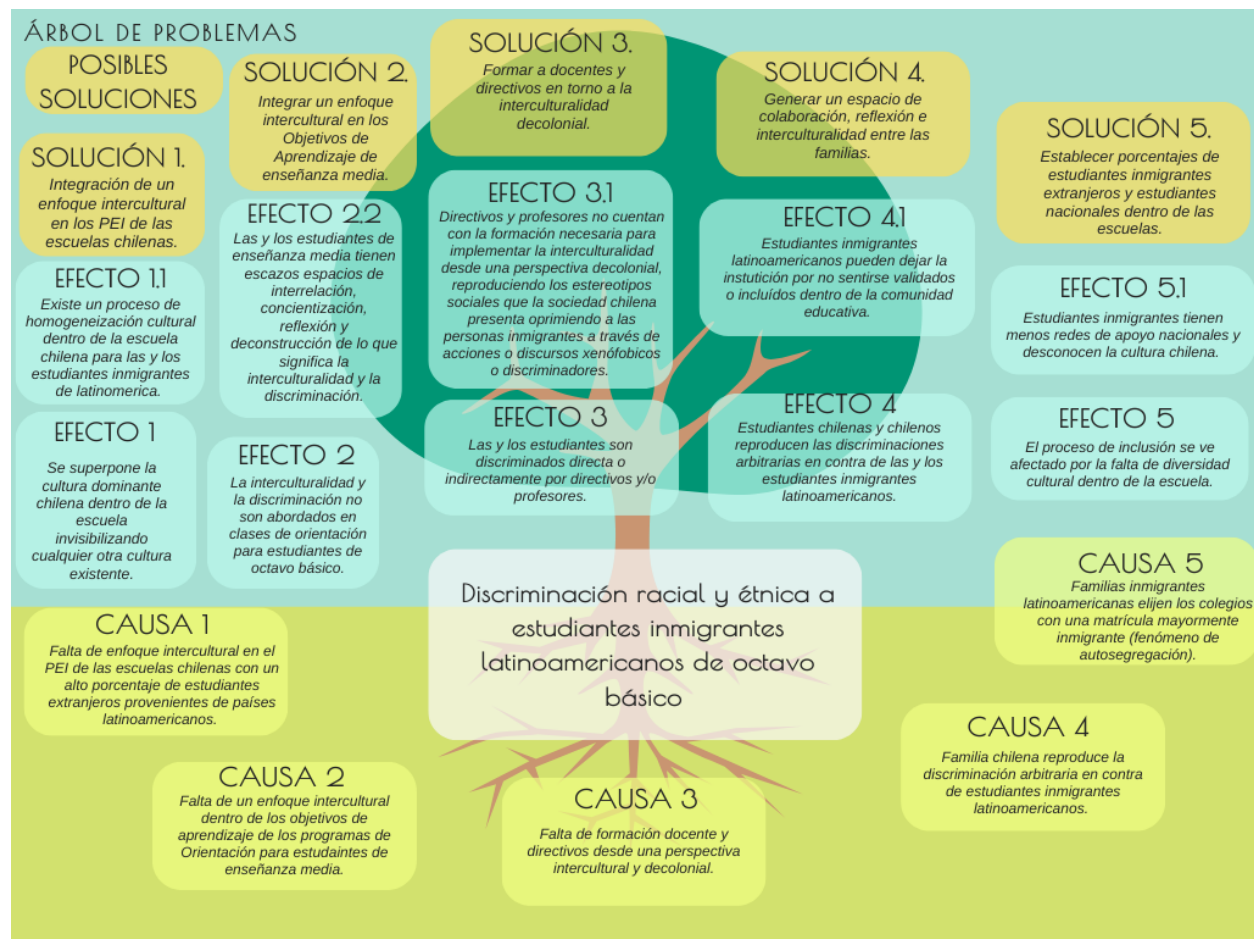 ÁRBOL DE PROBLEMAS
POSIBLES
SOLUCIONES
SOLUCIÓN 1.
Integración de un
enfoque intercultural
en los PEI de las
escuelas chilenas.
SOLUCIÓN 2.
Integrar un enfoque
intercultural en los
Objetivos de
Aprendizaje de
enseñanza media.
SOLUCIÓN 3.
Formar a docentes y
directivos en torno a la
interculturalidad
decolonial.
SOLUCIÓN 4.
Generar un espacio de
colaboración, reflexión e
interculturalidad entre las
familias.
SOLUCIÓN 5.
Establecer porcentajes de
estudiantes inmigrantes
extranjeros y estudiantes
nacionales dentro de las
escuelas.
EFECTO 1.1
Existe un proceso de
homogeneización cultural
dentro de la escuela
chilena para las y los
estudiantes inmigrantes
de latinomerica.
EFECTO 2.2
Las y los estudiantes de
enseñanza media tienen
escazos espacios de
interrelación,
concientización,
reflexión y
deconstrucción de lo que
significa la
interculturalidad y la
discriminación.
EFECTO 3.1
Directivos y profesores no cuentan
con la formación necesaria para
implementar la interculturalidad
desde una perspectiva decolonial,
reproduciendo los estereotipos
sociales que la sociedad chilena
presenta oprimiendo a las
personas inmigrantes a través de
acciones o discursos xenófobicos
o discriminadores.
EFECTO 4.1
Estudiantes inmigrantes
latinoamericanos pueden dejar la
instutición por no sentirse validados
o incluídos dentro de la comunidad
educativa.
EFECTO 5.1
Estudiantes inmigrantes tienen
menos redes de apoyo nacionales y
desconocen la cultura chilena.
EFECTO 1
Se superpone la
cultura dominante
chilena dentro de la
escuela
invisibilizando
cualquier otra cultura
existente.
EFECTO 2
La interculturalidad y
la discriminación no
son abordados en
clases de orientación
para estudiantes de
octavo básico.
EFECTO 3
Las y los estudiantes son
discriminados directa o
indirectamente por directivos y/o
profesores.
EFECTO 4
Estudiantes chilenas y chilenos
reproducen las discriminaciones
arbitrarias en contra de las y los
estudiantes inmigrantes
latinoamericanos.
EFECTO 5
El proceso de inclusión se ve
afectado por la falta de diversidad
cultural dentro de la escuela.
Discriminación racial y étnica a
estudiantes inmigrantes
latinoamericanos de octavo
básico
CAUSA 1
Falta de enfoque intercultural en el
PEI de las escuelas chilenas con un
alto porcentaje de estudiantes
extranjeros provenientes de países
latinoamericanos.
CAUSA 2
Falta de un enfoque intercultural
dentro de los objetivos de
aprendizaje de los programas de
Orientación para estudaintes de
enseñanza media.
CAUSA 3
Falta de formación docente y
directivos desde una perspectiva
intercultural y decolonial.
CAUSA 4
Familia chilena reproduce la
discriminación arbitraria en contra
de estudiantes inmigrantes
latinoamericanos.
CAUSA 5
Familias inmigrantes
latinoamericanas elijen los colegios
con una matrícula mayormente
inmigrante (fenómeno de
autosegregación).